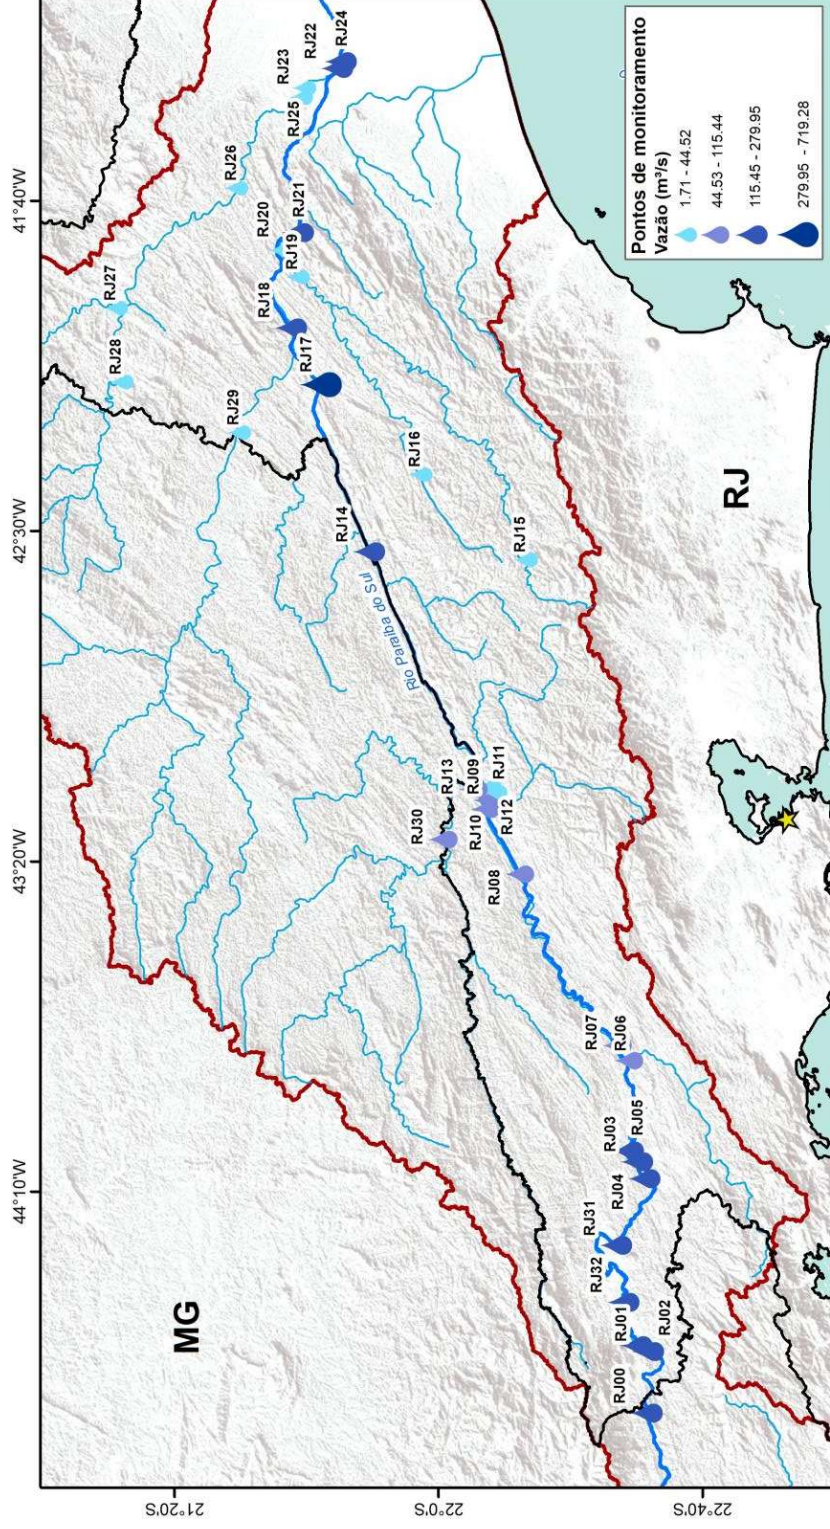 44°10'W
43°20'W
42°30'W
41°40'W
21°20'S
22°0'S
22°40'S
MG
RJ
Rio Paraíba do Sul
RJ00
RJ01
RJ02
RJ32
RJ31
RJ04
RJ03
RJ05
RJ07
RJ06
RJ08
RJ30
RJ10
RJ12
RJ13
RJ09
RJ11
RJ14
RJ15
RJ16
RJ29
RJ28
RJ27
RJ17
RJ18
RJ19
RJ20
RJ21
RJ26
RJ25
RJ23
RJ22
RJ24
Pontos de monitoramento
Vazão (m³/s)
1.71 - 44.52
44.53 - 115.44
115.45 - 279.95
279.95 - 719.28